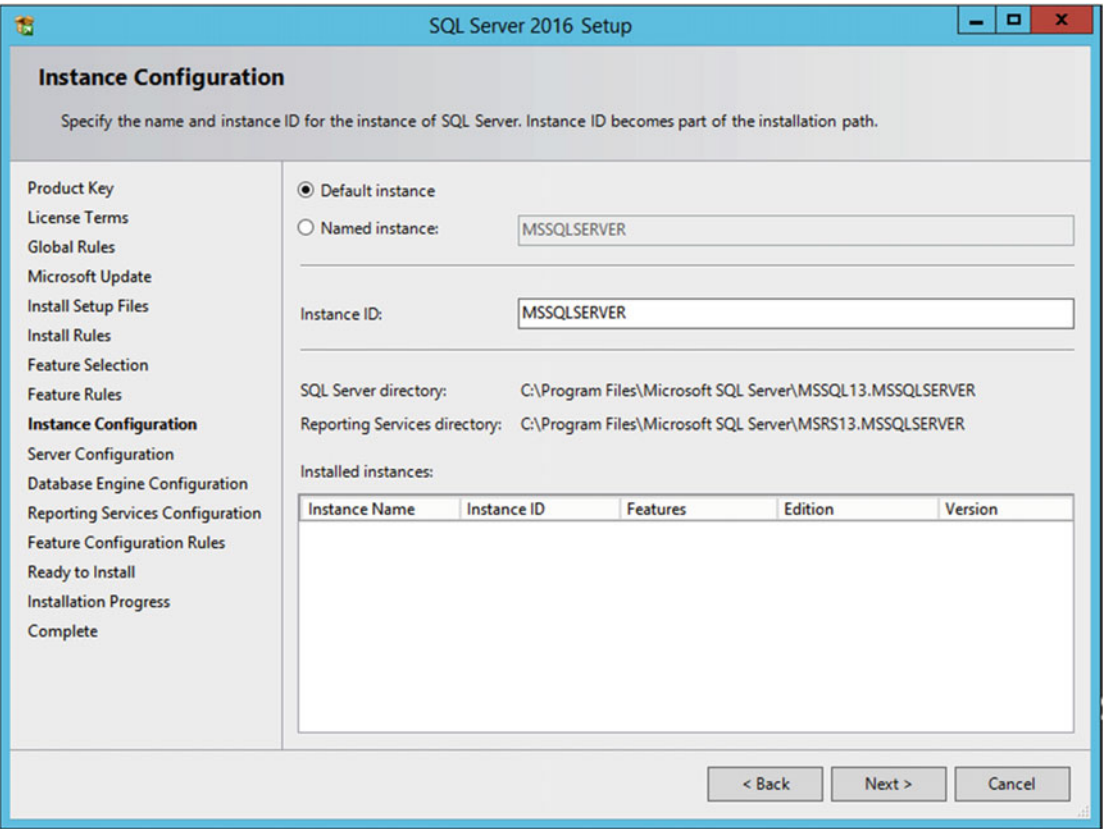 SQL Server 2016 Setup
Instance Configuration
Specify the name and instance ID for the instance of SQL Server. Instance ID becomes part of the installation path.
Product Key
License Terms
Global Rules
Microsoft Update
Install Setup Files
Install Rules
Feature Selection
Feature Rules
Instance Configuration
Server Configuration
Database Engine Configuration
Reporting Services Configuration
Feature Configuration Rules
Ready to Install
Installation Progress
Complete
Default instance
Named instance: MSSQLSERVER
Instance ID: MSSQLSERVER
SQL Server directory: C:\Program Files\Microsoft SQL Server\MSSQL13.MSSQLSERVER
Reporting Services directory: C:\Program Files\Microsoft SQL Server\MSRS13.MSSQLSERVER
Installed instances:
Instance Name Instance ID Features Edition Version
< Back Next > Cancel